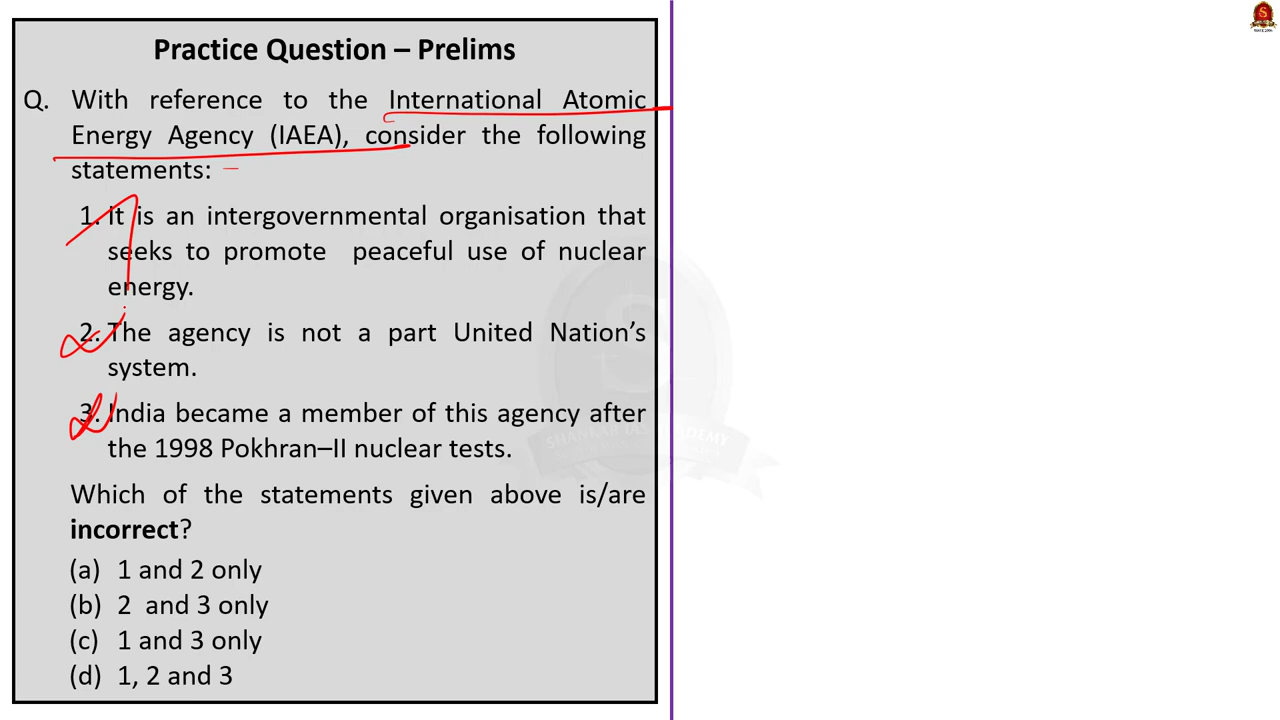 Practice Question – Prelims
Q. With reference to the International Atomic
Energy Agency (IAEA), consider the following
statements:
1. It is an intergovernmental organisation that
seeks to promote peaceful use of nuclear
energy.
2. The agency is not a part United Nation’s
system.
3. India became a member of this agency after
the 1998 Pokhran–II nuclear tests.
Which of the statements given above is/are
incorrect?
(a) 1 and 2 only
(b) 2 and 3 only
(c) 1 and 3 only
(d) 1, 2 and 3